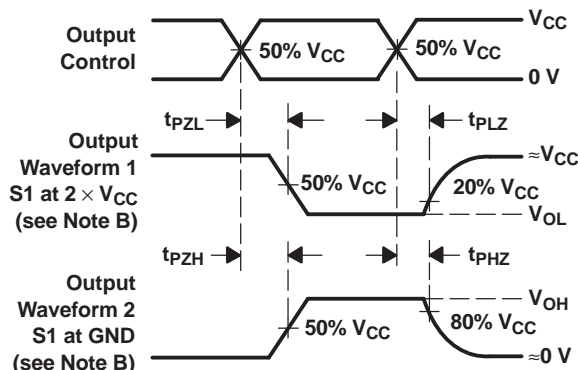 Output
Control
50% VCC
50% VCC
VCC
0 V
tPZL
tPLZ
Output
Waveform 1
S1 at 2 × VCC
(see Note B)
50% VCC
20% VCC
≈VCC
VOL
tPZH
tPHZ
Output
Waveform 2
S1 at GND
(see Note B)
50% VCC
80% VCC
VOH
≈0 V